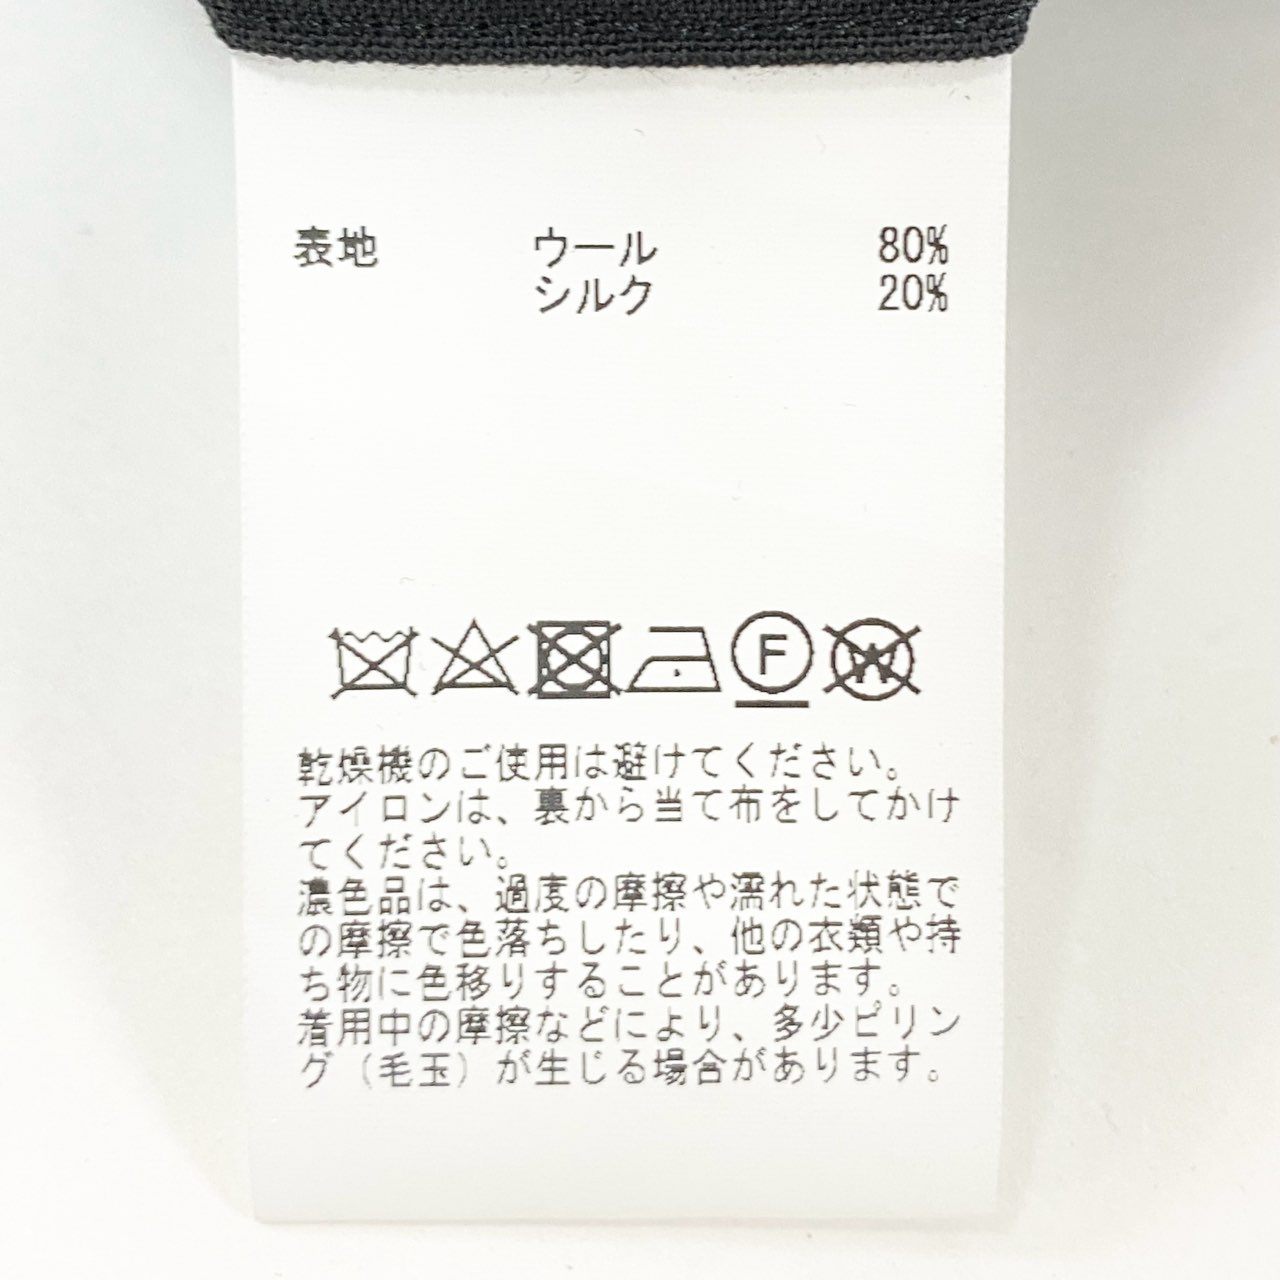 表地 ウール 80%
シルク 20%
F W
乾燥機のご使用は避けてください。
アイロンは、裏から当て布をしてかけ
てください。
濃色品は、過度の摩擦や濡れた状態で
の摩擦で色落ちしたり、他の衣類や持
ち物に色移りすることがあります。
着用中の摩擦などにより、多少ピリン
グ（毛玉）が生じる場合があります。